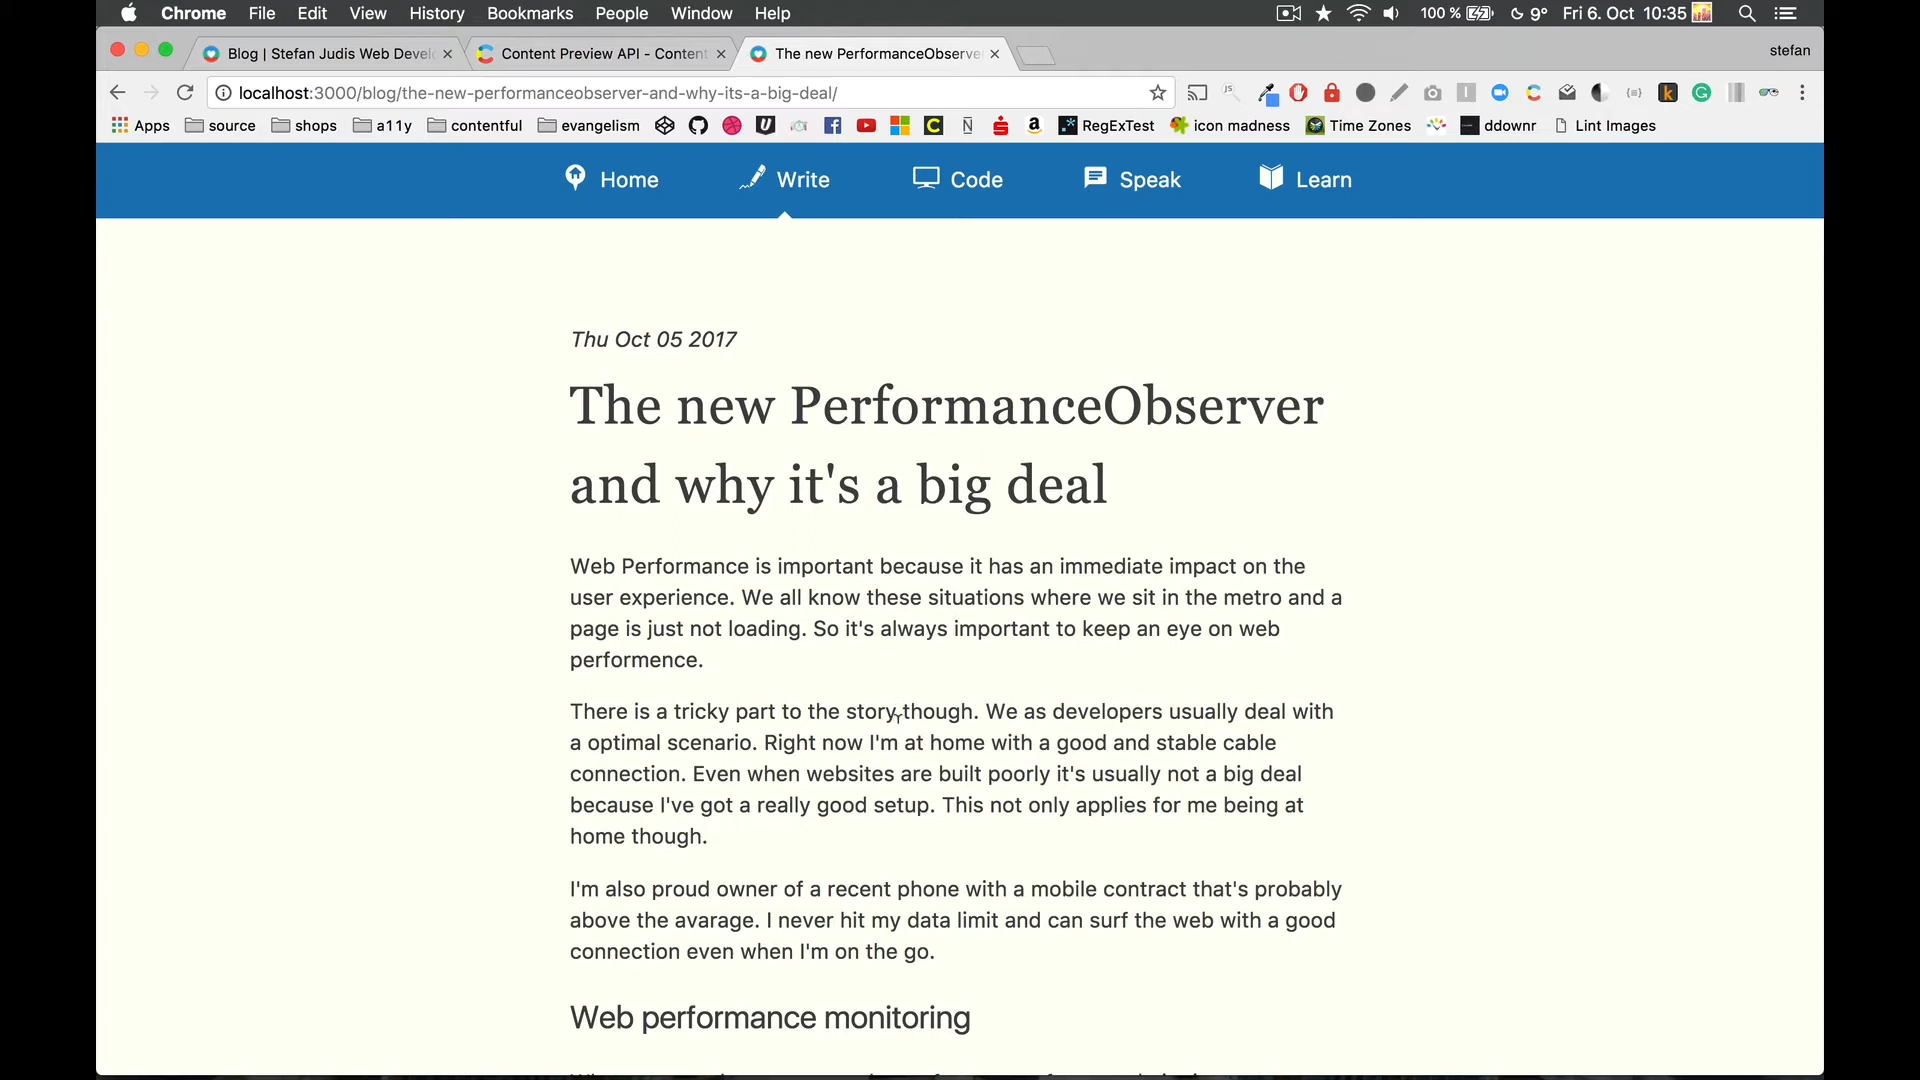 Chrome File Edit View History Bookmarks People Window Help 100 % 9° Fri 6. Oct 10:35
Blog | Stefan Judis Web Devel Content Preview API - Content The new PerformanceObserve stefan
localhost:3000/blog/the-new-performanceobserver-and-why-its-a-big-deal/
Apps source shops a11y contentful evangelism RegExTest icon madness Time Zones ddownr Lint Images
Home Write Code Speak Learn
Thu Oct 05 2017
The new PerformanceObserver
and why it's a big deal
Web Performance is important because it has an immediate impact on the
user experience. We all know these situations where we sit in the metro and a
page is just not loading. So it's always important to keep an eye on web
performence.
There is a tricky part to the story though. We as developers usually deal with
a optimal scenario. Right now I'm at home with a good and stable cable
connection. Even when websites are built poorly it's usually not a big deal
because I've got a really good setup. This not only applies for me being at
home though.
I'm also proud owner of a recent phone with a mobile contract that's probably
above the avarage. I never hit my data limit and can surf the web with a good
connection even when I'm on the go.
Web performance monitoring